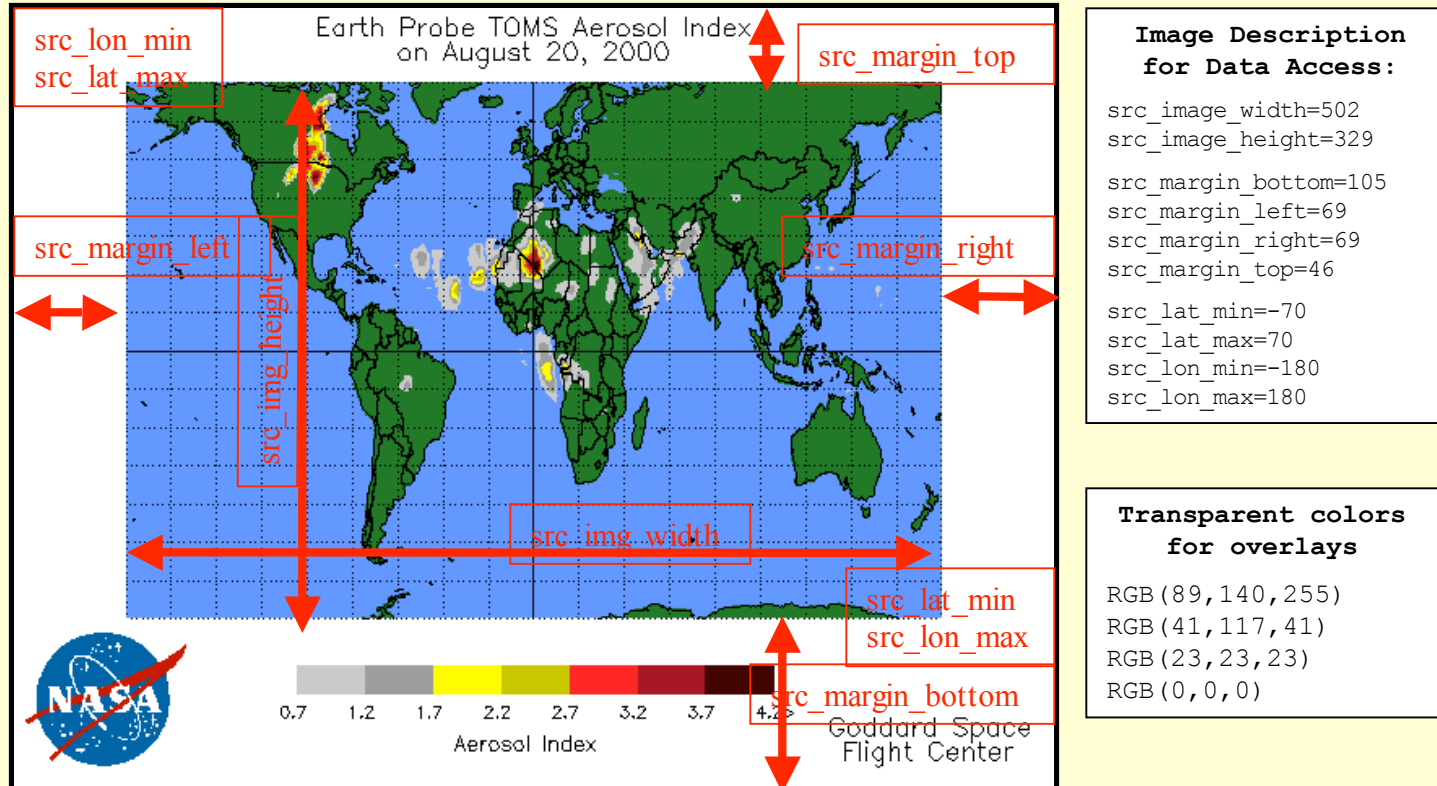 Earth Probe TOMS Aerosol Index
on August 20, 2000
src_lon_min
src_lat_max
src_margin_top
src_margin_left
src_margin_right
src_img_height
src_img_width
src_lat_min
src_lon_max
src_margin_bottom
NASA
0.7 1.2 1.7 2.2 2.7 3.2 3.7 4.2>
Aerosol Index
Goddard Space
Flight Center
Image Description
for Data Access:
src_image_width=502
src_image_height=329
src_margin_bottom=105
src_margin_left=69
src_margin_right=69
src_margin_top=46
src_lat_min=-70
src_lat_max=70
src_lon_min=-180
src_lon_max=180
Transparent colors
for overlays
RGB(89,140,255)
RGB(41,117,41)
RGB(23,23,23)
RGB(0,0,0)